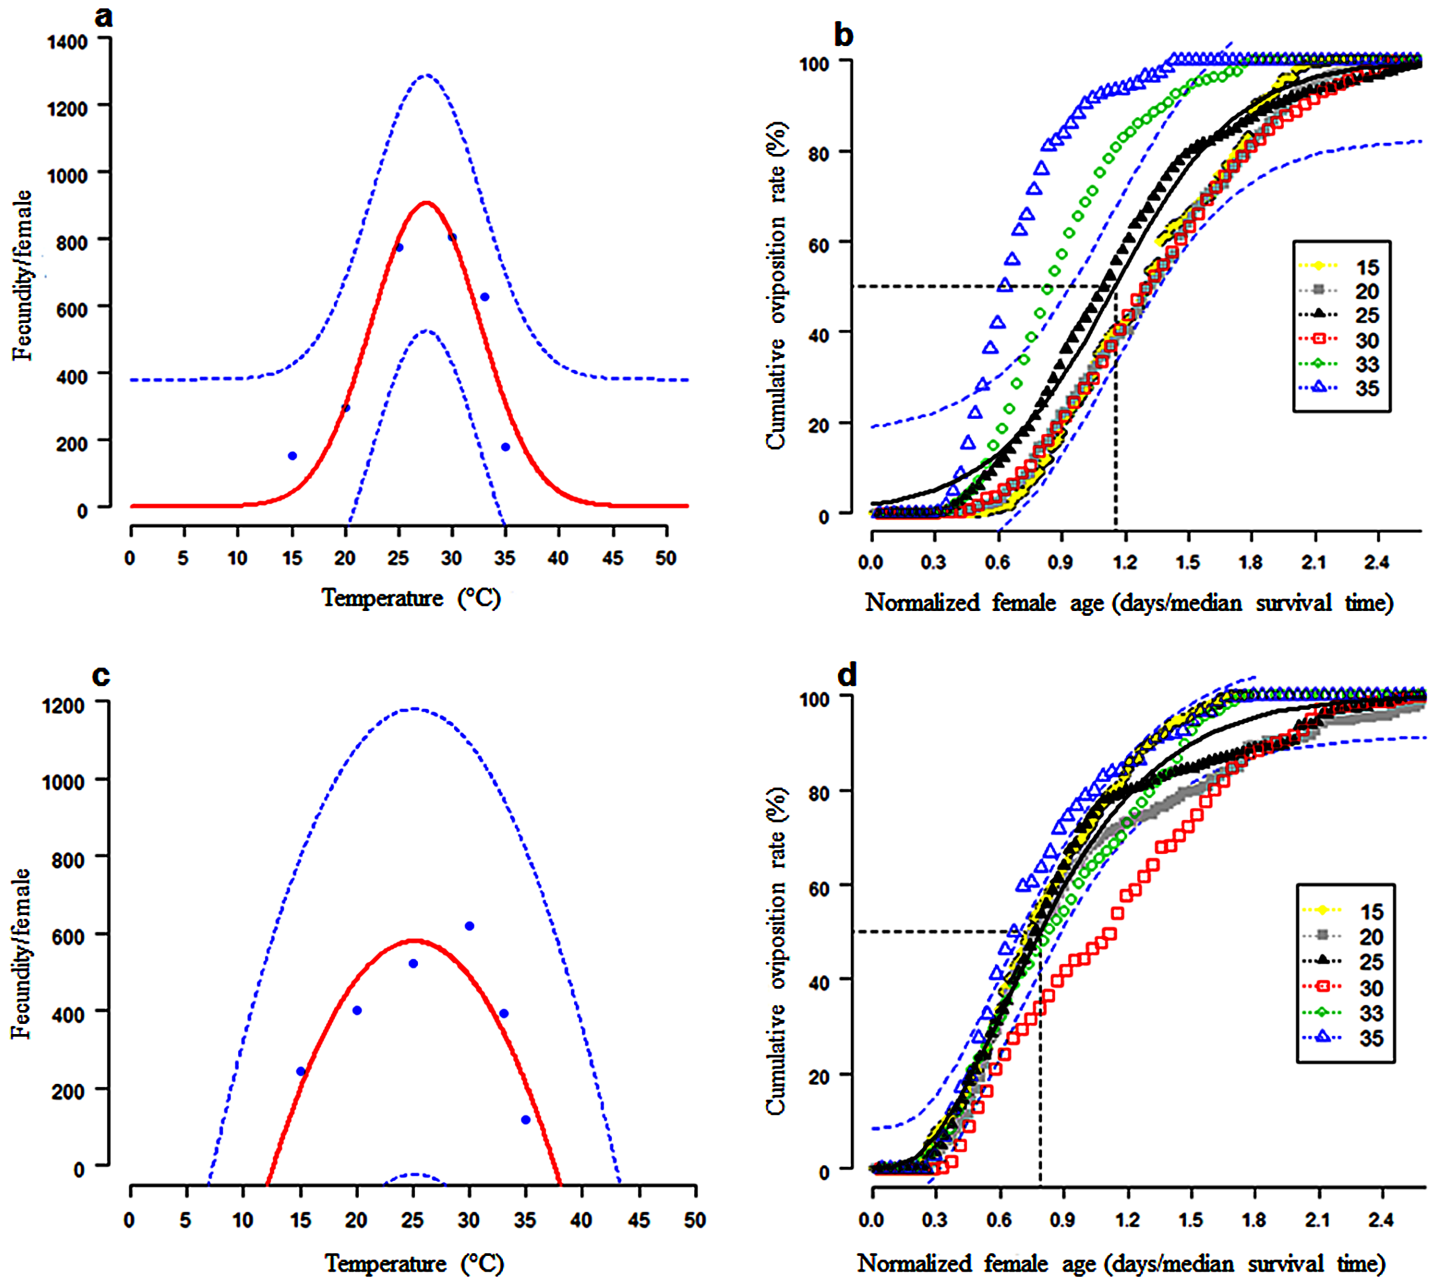 a
1400
1200
1000
800
600
400
200
0
Fecundity/female
0 5 10 15 20 25 30 35 40 45 50
Temperature (°C)
b
100
80
60
40
20
0
Cumulative oviposition rate (%)
15
20
25
30
33
35
0.0 0.3 0.6 0.9 1.2 1.5 1.8 2.1 2.4
Normalized female age (days/median survival time)
c
1200
1000
800
600
400
200
0
Fecundity/female
0 5 10 15 20 25 30 35 40 45 50
Temperature (°C)
d
100
80
60
40
20
0
Cumulative oviposition rate (%)
15
20
25
30
33
35
0.0 0.3 0.6 0.9 1.2 1.5 1.8 2.1 2.4
Normalized female age (days/median survival time)